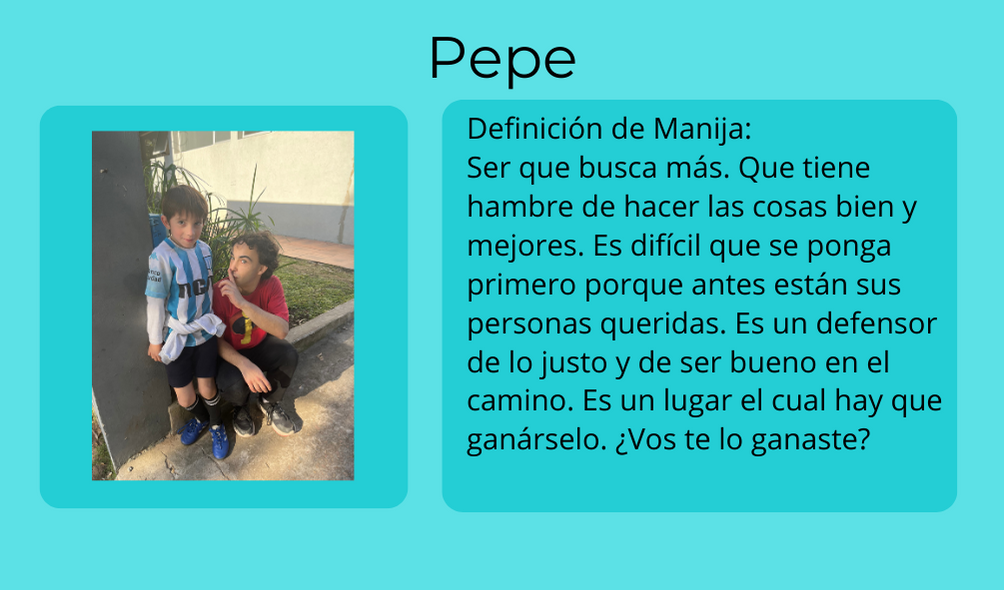 Pepe
Definición de Manija:
Ser que busca más. Que tiene
hambre de hacer las cosas bien y
mejores. Es difícil que se ponga
primero porque antes están sus
personas queridas. Es un defensor
de lo justo y de ser bueno en el
camino. Es un lugar el cual hay que
ganárselo. ¿Vos te lo ganaste?